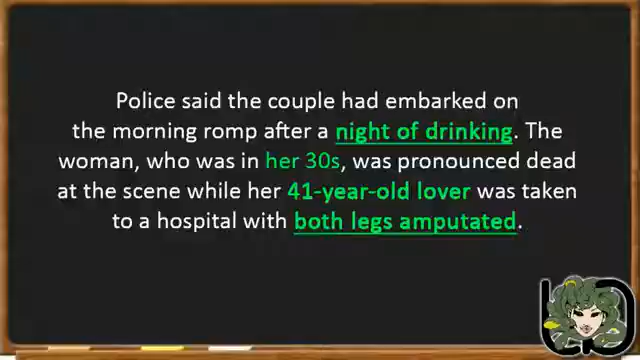 Police said the couple had embarked on
the morning romp after a night of drinking. The
woman, who was in her 30s, was pronounced dead
at the scene while her 41-year-old lover was taken
to a hospital with both legs amputated.